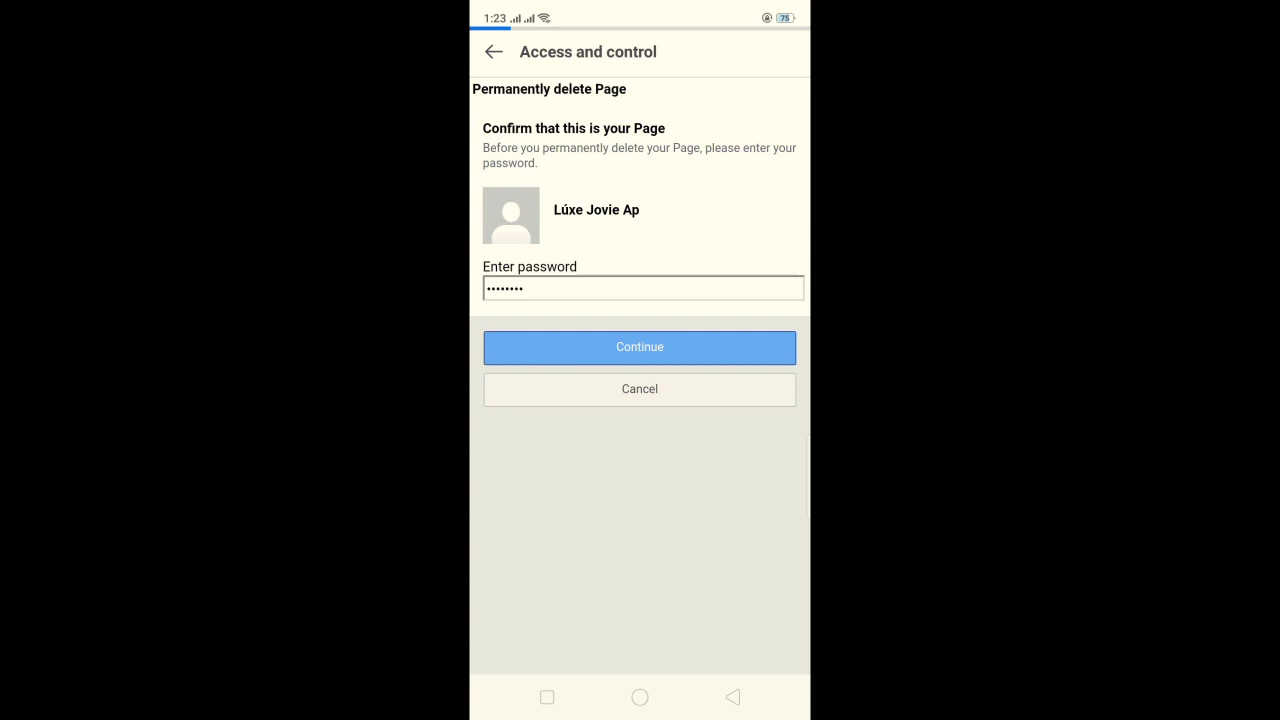 1:23
75
Access and control
Permanently delete Page
Confirm that this is your Page
Before you permanently delete your Page, please enter your
password.
Lúxe Jovie Ap
Enter password
••••••••
Continue
Cancel